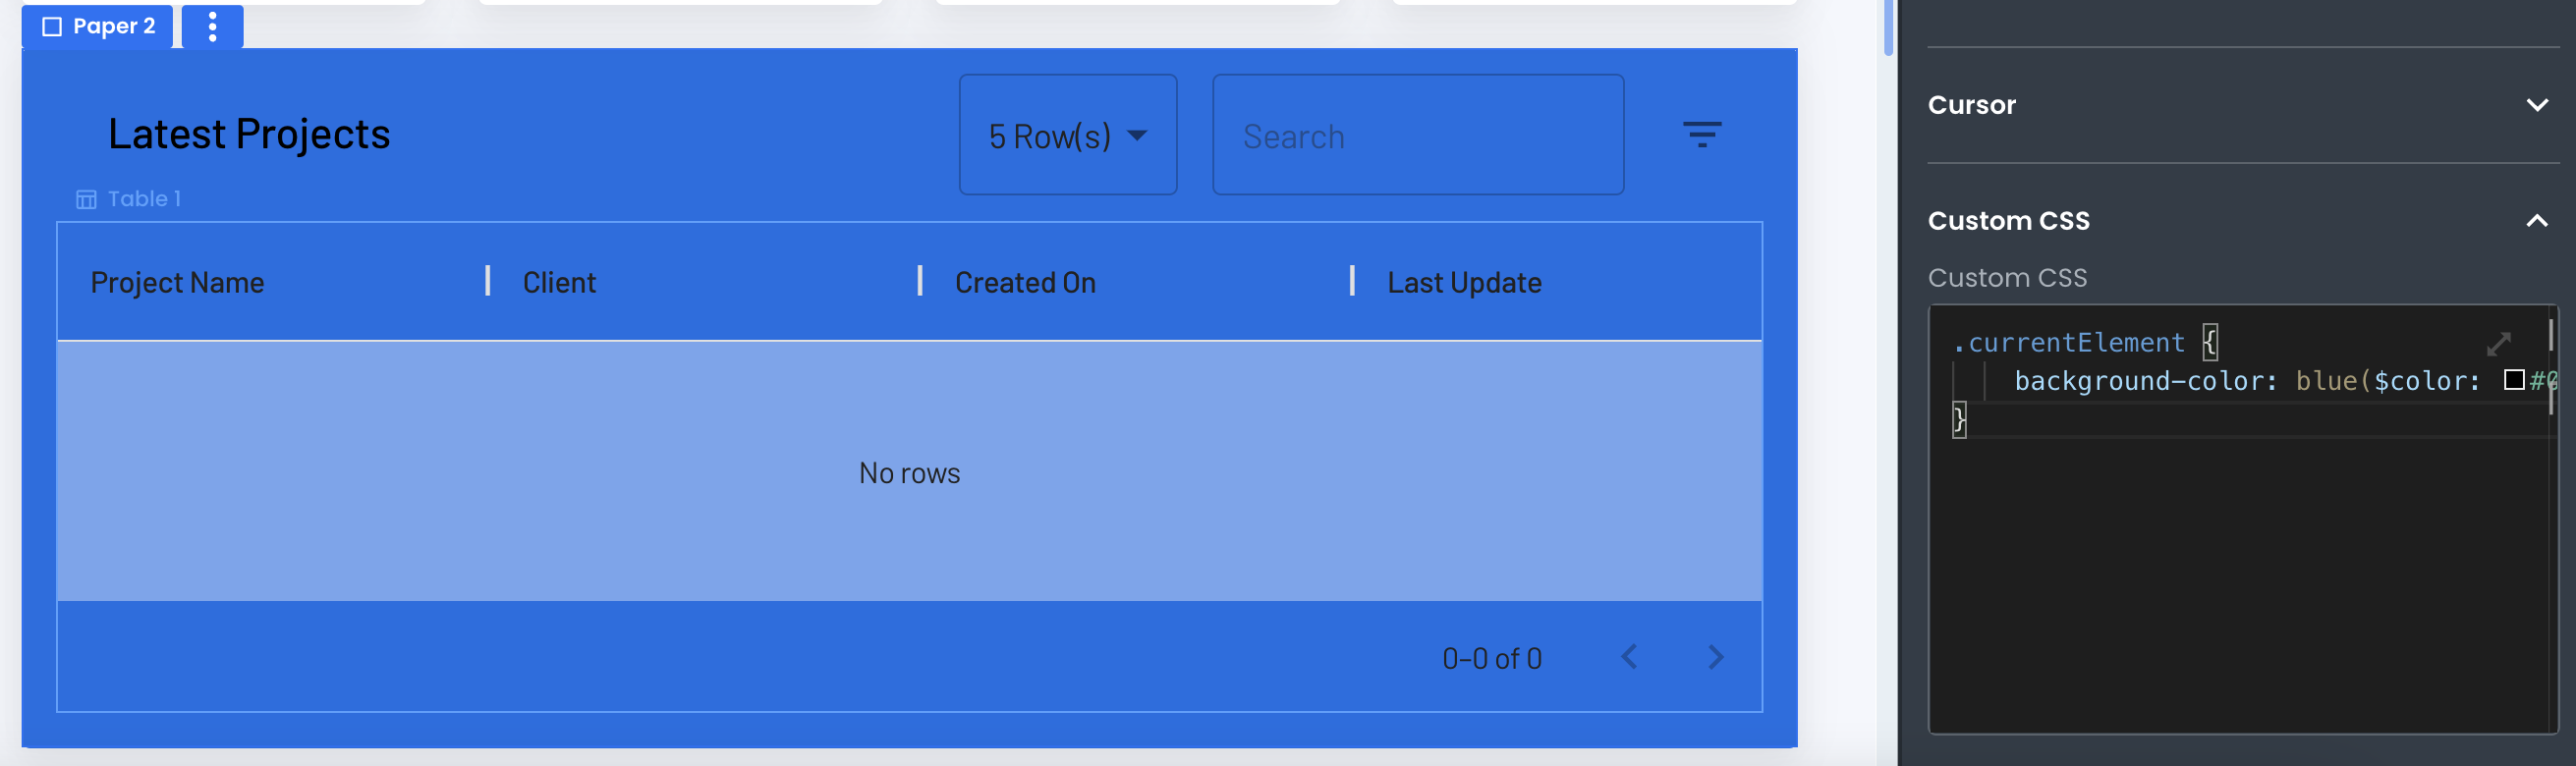 Paper 2
Latest Projects
5 Row(s)
Search
Table 1
Project Name
Client
Created On
Last Update
No rows
0–0 of 0
Cursor
Custom CSS
Custom CSS
.currentElement {
background-color: blue($color: #
}